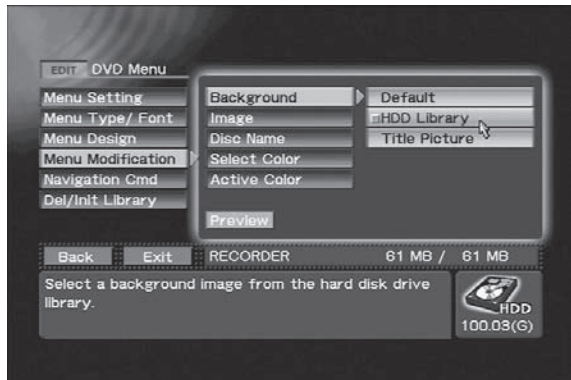 EDIT DVD Menu
Menu Setting
Menu Type/ Font
Menu Design
Menu Modification
Navigation Cmd
Del/Init Library
Background
Image
Disc Name
Select Color
Active Color
Preview
Default
HDD Library
Title Picture
Back Exit RECORDER 61 MB / 61 MB
Select a background image from the hard disk drive
library.
HDD
100.03(G)